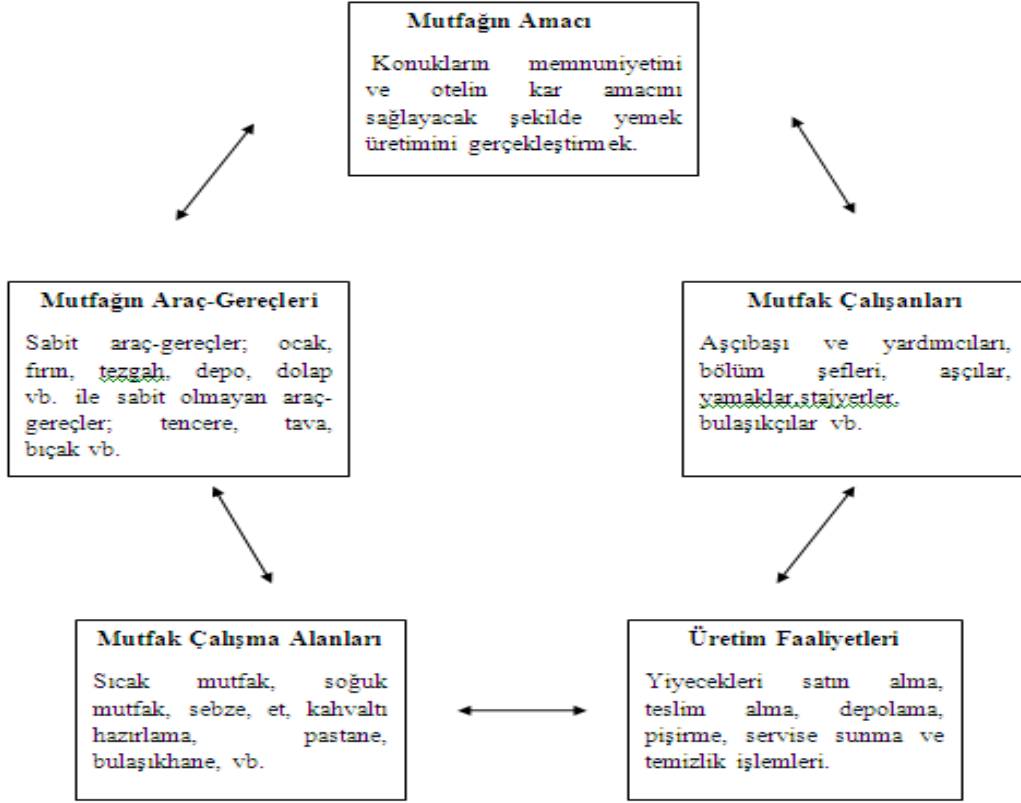 Mutfağın Amacı
Konukların memnuniyetini
ve otelin kar amacını
sağlayacak şekilde yemek
üretimini gerçekleştirmek.
Mutfağın Araç-Gereçleri
Sabit araç-gereçler; ocak,
fırın, tezgah, depo, dolap
vb. ile sabit olmayan araç-
gereçler; tencere, tava,
bıçak vb.
Mutfak Çalışanları
Aşçıbaşı ve yardımcıları,
bölüm şefleri, aşçılar,
yamaklar,stajyerler,
bulaşıkçılar vb.
Mutfak Çalışma Alanları
Sıcak mutfak, soğuk
mutfak, sebze, et, kahvaltı
hazırlama, pastane,
bulaşıkhane, vb.
Üretim Faaliyetleri
Yiyecekleri satın alma,
teslim alma, depolama,
pişirme, servise sunma ve
temizlik işlemleri.